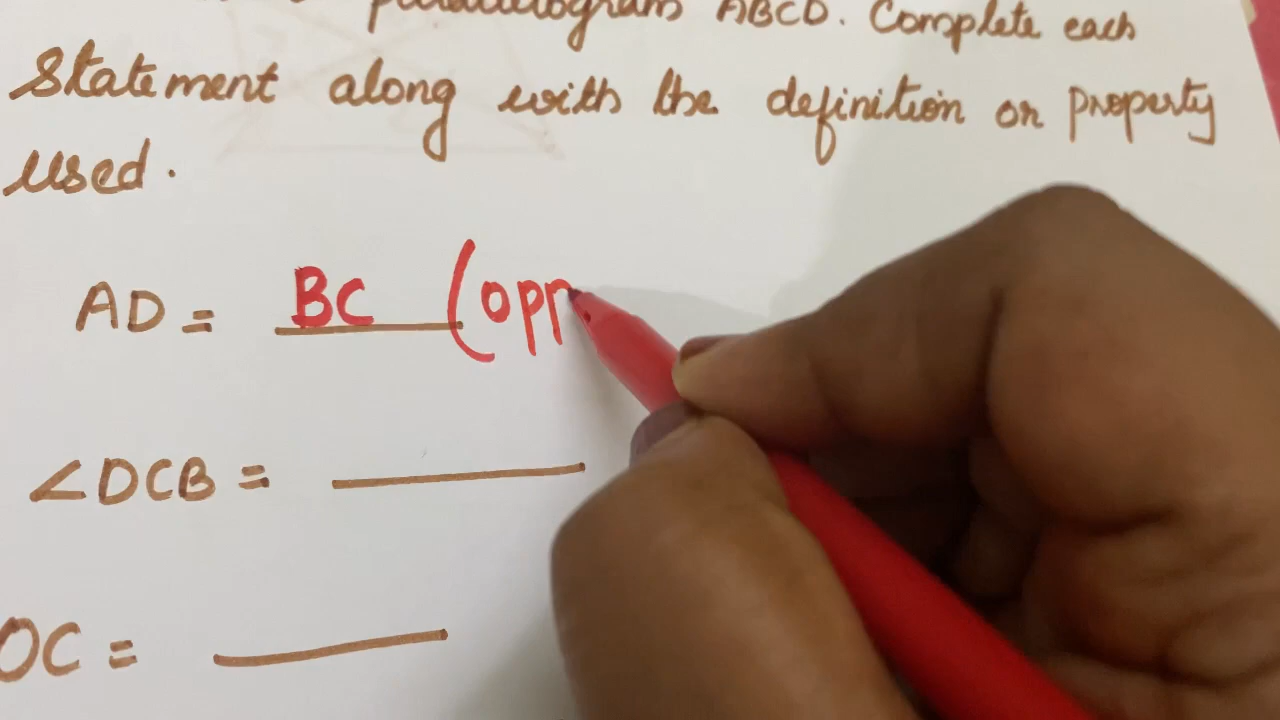 parallelogram ABCD. Complete each
Statement along with the definition or property
used.
AD = BC (opp
∠DCB =
OC =